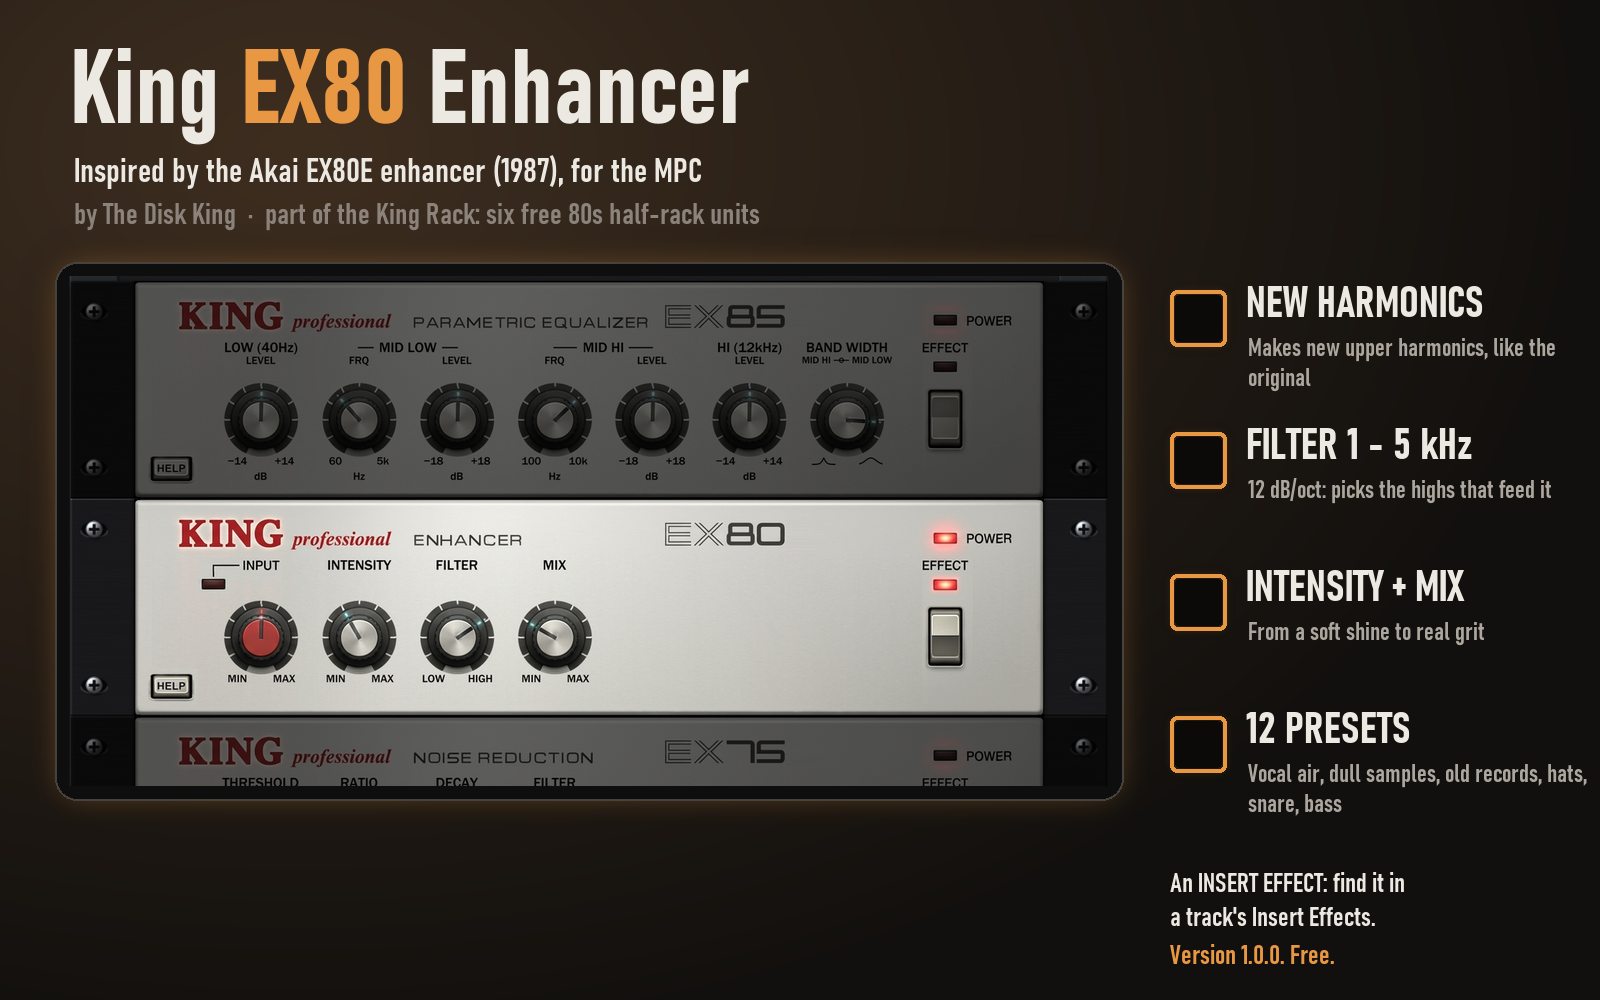 King EX80 Enhancer
Inspired by the Akai EX80E enhancer (1987), for the MPC
by The Disk King · part of the King Rack: six free 80s half-rack units
KING professional PARAMETRIC EQUALIZER EX85 POWER
LOW (40Hz) MID LOW MID HI HI (12kHz) BAND WIDTH EFFECT
LEVEL FRQ LEVEL FRQ LEVEL LEVEL MID HI MID LOW
−14 +14 60 5k −18 +18 100 10k −18 +18 −14 +14
HELP dB Hz dB Hz dB dB
KING professional ENHANCER EX80 POWER
INPUT INTENSITY FILTER MIX EFFECT
MIN MAX MIN MAX LOW HIGH MIN MAX
HELP
KING professional NOISE REDUCTION EX75 POWER
THRESHOLD RATIO DECAY FILTER EFFECT
NEW HARMONICS
Makes new upper harmonics, like the
original
FILTER 1 - 5 kHz
12 dB/oct: picks the highs that feed it
INTENSITY + MIX
From a soft shine to real grit
12 PRESETS
Vocal air, dull samples, old records, hats,
snare, bass
An INSERT EFFECT: find it in
a track's Insert Effects.
Version 1.0.0. Free.